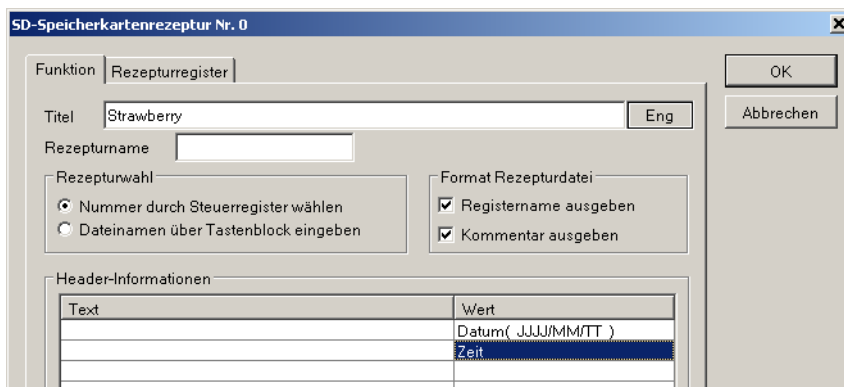 SD-Speicherkartenrezeptur Nr. 0
Funktion Rezepturregister
OK
Titel Strawberry Eng
Abbrechen
Rezepturname
Rezepturwahl Format Rezepturdatei
Nummer durch Steuerregister wählen Registername ausgeben
Dateinamen über Tastenblock eingeben Kommentar ausgeben
Header-Informationen
Text Wert
Datum( JJJJ/MM/TT )
Zeit